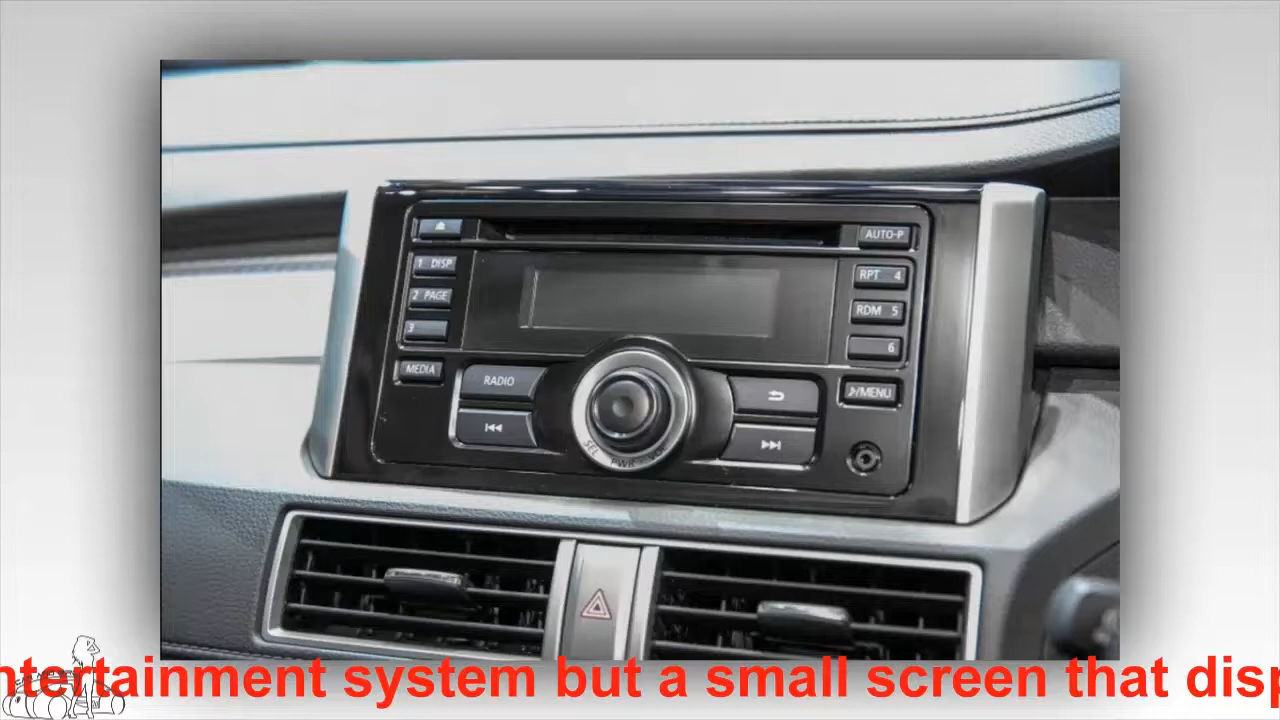 AUTO-P
1 DISP
RPT 4
2 PAGE
RDM 5
3
6
MEDIA
RADIO
♪/MENU
SEL PWR·VOL
ntertainment system but a small screen that disp